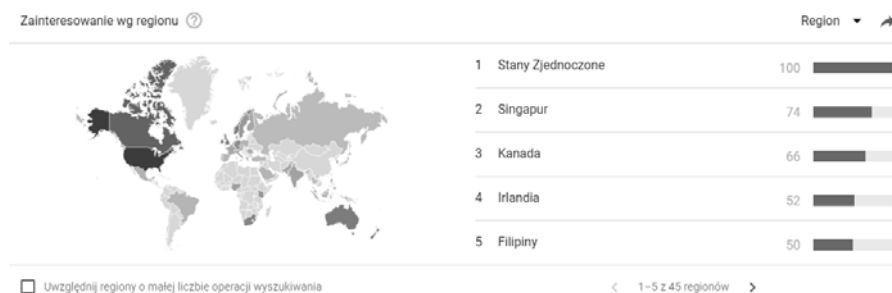 Zainteresowanie wg regionu
Region
1 Stany Zjednoczone 100
2 Singapur 74
3 Kanada 66
4 Irlandia 52
5 Filipiny 50
Uwzględnij regiony o małej liczbie operacji wyszukiwania
1–5 z 45 regionów